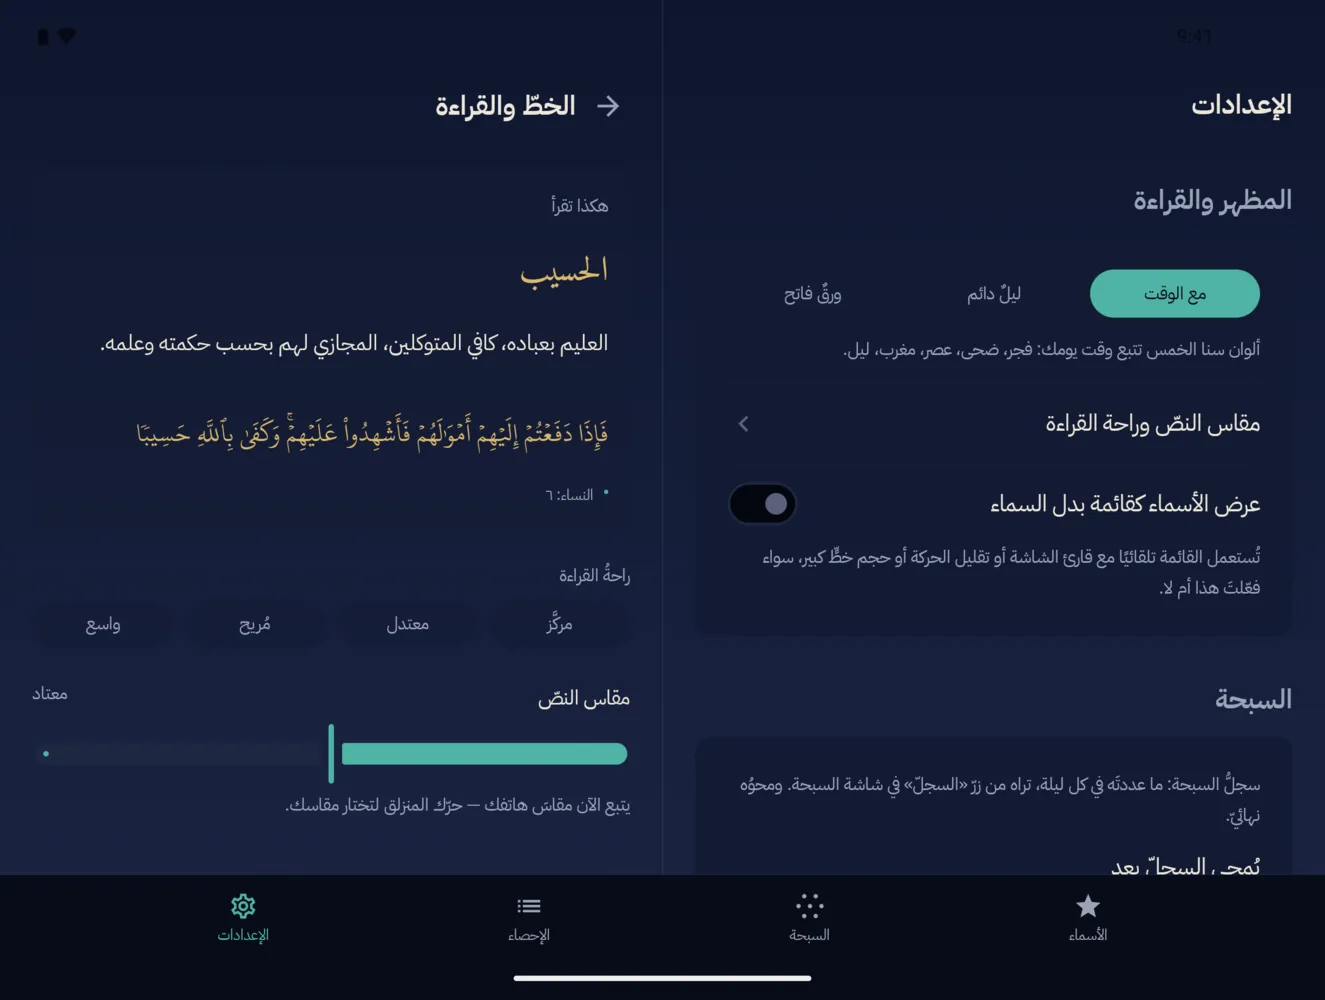 9:41
الإعدادات
المظهر والقراءة
مع الوقت
ليلٌ دائم
ورقٌ فاتح
ألوان سنا الخمس تتبع وقت يومك: فجر، ضحى، عصر، مغرب، ليل.
مقاس النصّ وراحة القراءة
عرض الأسماء كقائمة بدل السماء
تُستعمل القائمة تلقائيًا مع قارئ الشاشة أو تقليل الحركة أو حجم خطٍّ كبير، سواء
فعّلتَ هذا أم لا.
السبحة
سجلُّ السبحة: ما عددتَه في كل ليلة، تراه من زرّ «السجلّ» في شاشة السبحة. ومحوُه
نهائيّ.
يُمحى السجلّ بعد
الخطّ والقراءة
هكذا تقرأ
الحسيب
العليم بعباده، كافي المتوكلين، المجازي لهم بحسب حكمته وعلمه.
فَإِذَا دَفَعۡتُمۡ إِلَيۡهِمۡ أَمۡوَٰلَهُمۡ فَأَشۡهِدُواْ عَلَيۡهِمۡۚ وَكَفَىٰ بِٱللَّهِ حَسِيبٗا
النساء: ٦
راحةُ القراءة
مركَّز
معتدل
مُريح
واسع
مقاس النصّ
معتاد
يتبع الآن مقاسَ هاتفك — حرّك المنزلق لتختار مقاسك.
الأسماء
السبحة
الإحصاء
الإعدادات